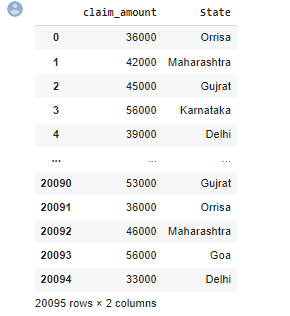 claim_amount State
0 36000 Orrisa
1 42000 Maharashtra
2 45000 Gujrat
3 56000 Karnataka
4 39000 Delhi
... ... ...
20090 53000 Gujrat
20091 36000 Orrisa
20092 46000 Maharashtra
20093 56000 Goa
20094 33000 Delhi
20095 rows × 2 columns